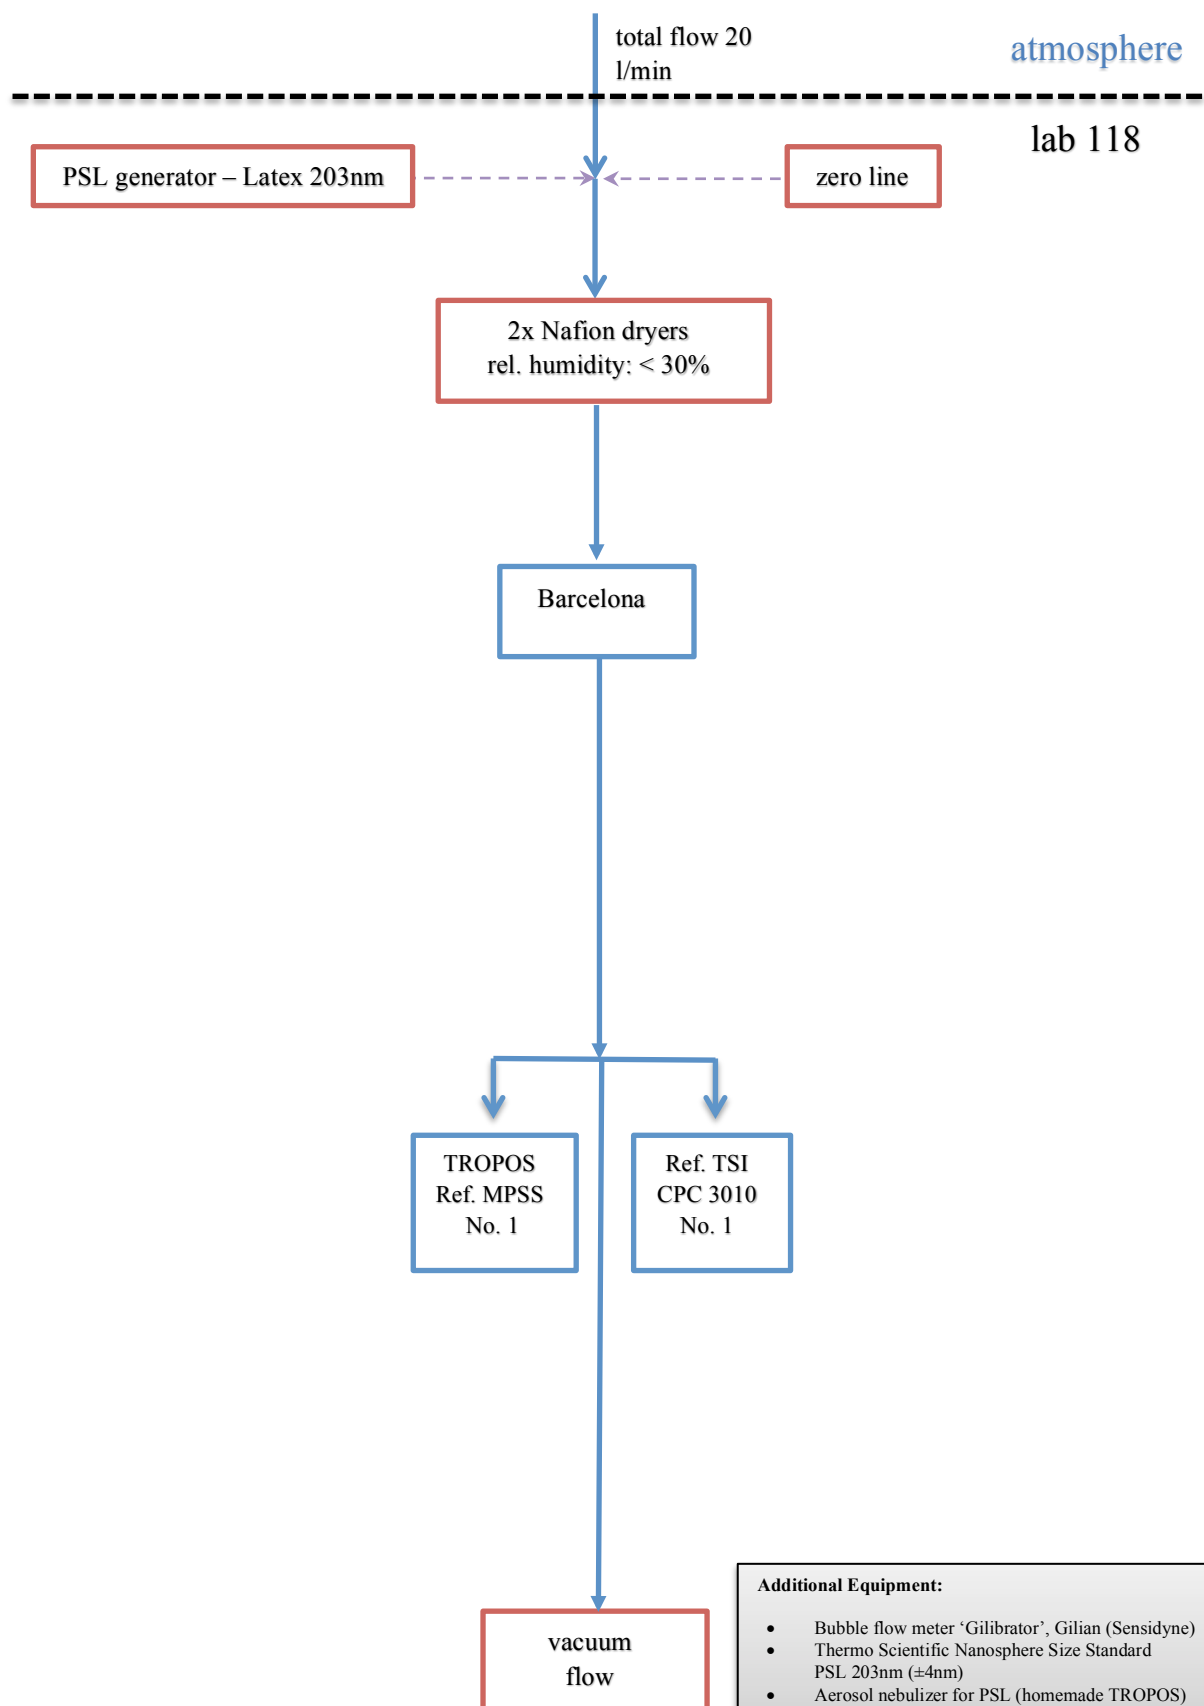 total flow 20
l/min
atmosphere
lab 118
PSL generator – Latex 203nm
zero line
2x Nafion dryers
rel. humidity: < 30%
Barcelona
TROPOS
Ref. MPSS
No. 1
Ref. TSI
CPC 3010
No. 1
vacuum
flow
Additional Equipment:
• Bubble flow meter ‘Gilibrator’, Gilian (Sensidyne)
• Thermo Scientific Nanosphere Size Standard
PSL 203nm (±4nm)
• Aerosol nebulizer for PSL (homemade TROPOS)